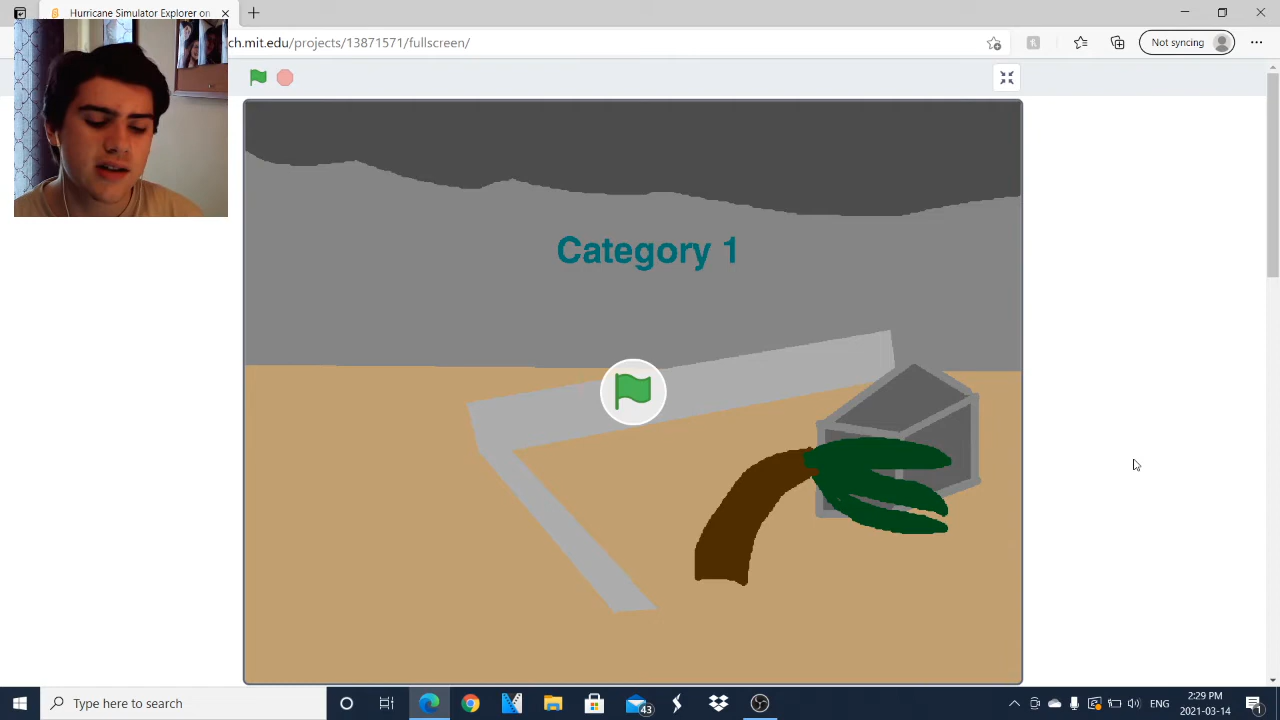 Hurricane Simulator Explorer on
ch.mit.edu/projects/13871571/fullscreen/
Not syncing
Category 1
Type here to search
43
ENG
2:29 PM
2021-03-14
1